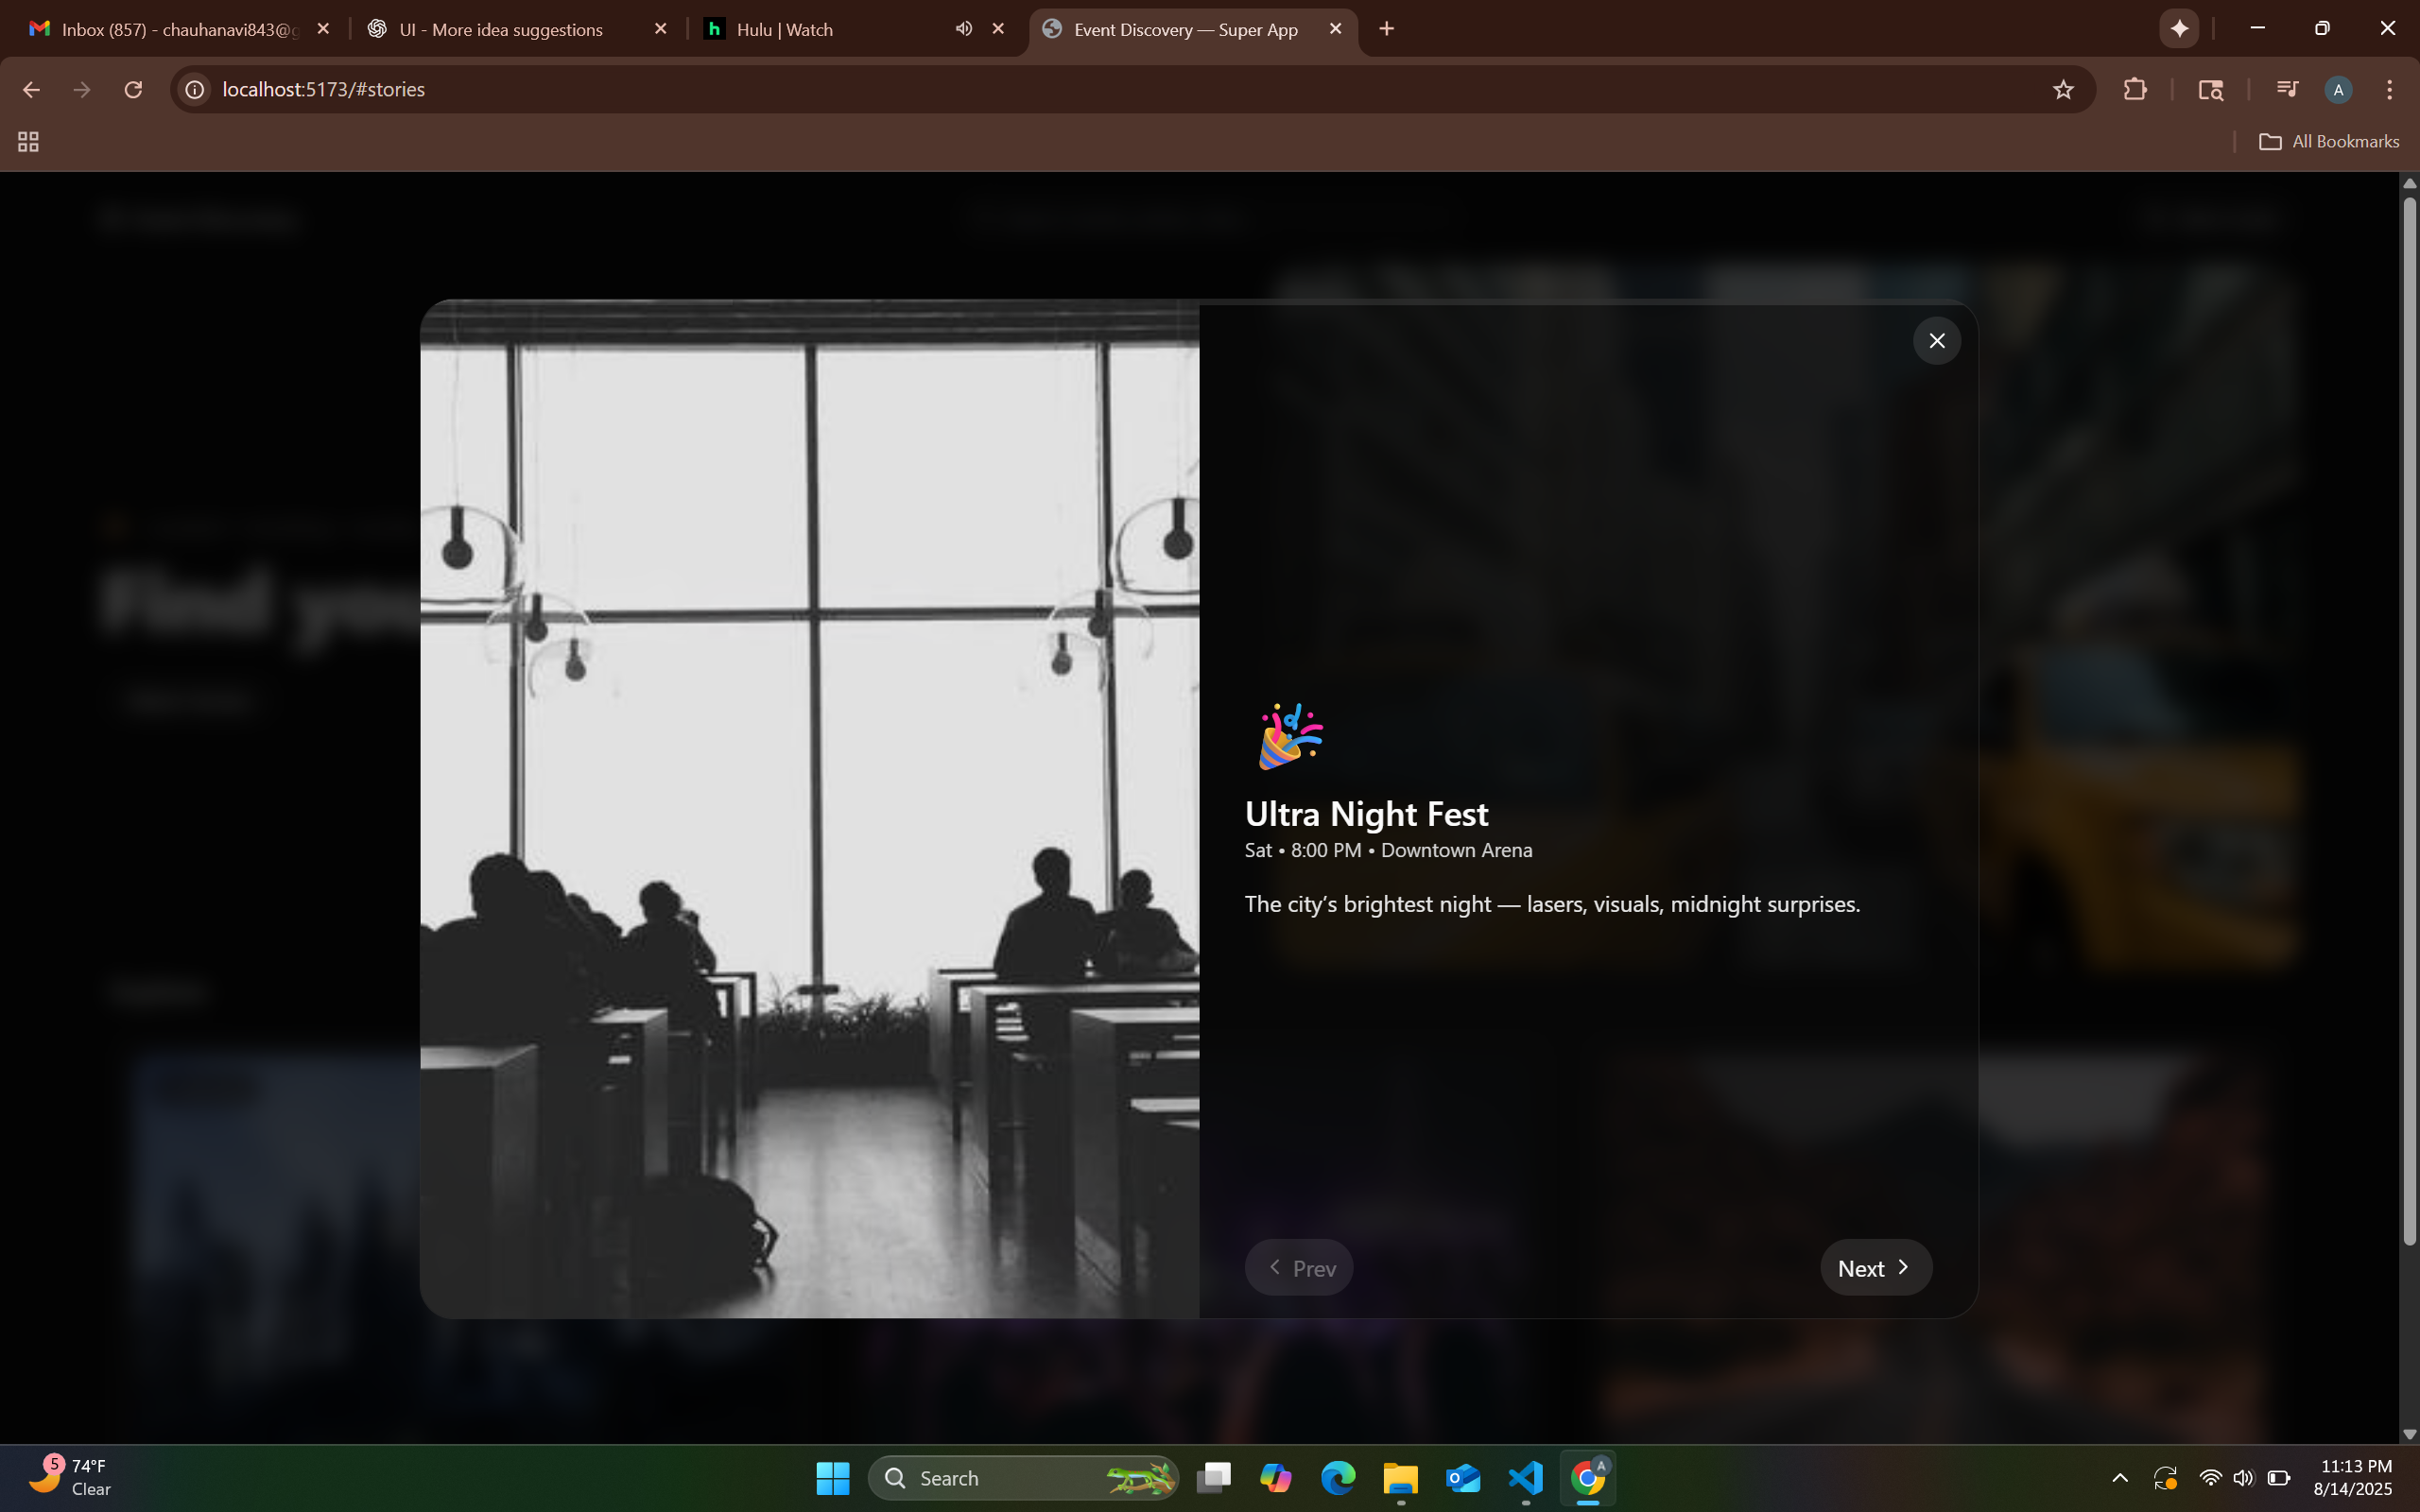 Inbox (857) - chauhanavi843@g
UI - More idea suggestions
Hulu | Watch
Event Discovery — Super App
localhost:5173/#stories
A
All Bookmarks
Find you
Ultra Night Fest
Sat • 8:00 PM • Downtown Arena
The city’s brightest night — lasers, visuals, midnight surprises.
Prev
Next
5
74°F
Clear
Search
A
11:13 PM
8/14/2025